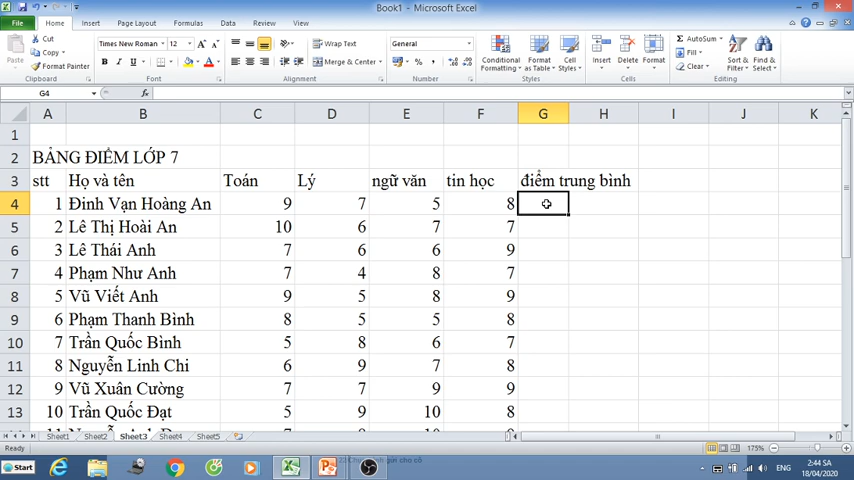 Book1 - Microsoft Excel
File Home Insert Page Layout Formulas Data Review View
Cut
Copy
Format Painter
Paste
Clipboard
Times New Roman 12
B I U
Font
Wrap Text
Merge & Center
Alignment
General
$ % ,
Number
Conditional Formatting Format as Table Cell Styles
Styles
Insert Delete Format
Cells
AutoSum
Fill
Clear
Sort & Filter Find & Select
Editing
G4 fx
A B C D E F G H I J K
1
2 BẢNG ĐIỂM LỚP 7
3 stt Họ và tên Toán Lý ngữ văn tin học điểm trung bình
4 1 Đinh Vạn Hoàng An 9 7 5 8
5 2 Lê Thị Hoài An 10 6 7 7
6 3 Lê Thái Anh 7 6 6 9
7 4 Phạm Như Anh 7 4 8 7
8 5 Vũ Viết Anh 9 5 8 9
9 6 Phạm Thanh Bình 8 5 5 8
10 7 Trần Quốc Bình 5 8 6 7
11 8 Nguyễn Linh Chi 6 9 7 8
12 9 Vũ Xuân Cường 7 7 9 9
13 10 Trần Quốc Đạt 5 9 10 8
Sheet1 Sheet2 Sheet3 Sheet4 Sheet5
Ready 175%
Start
gửi cho cô
2:44 SA
18/04/2020